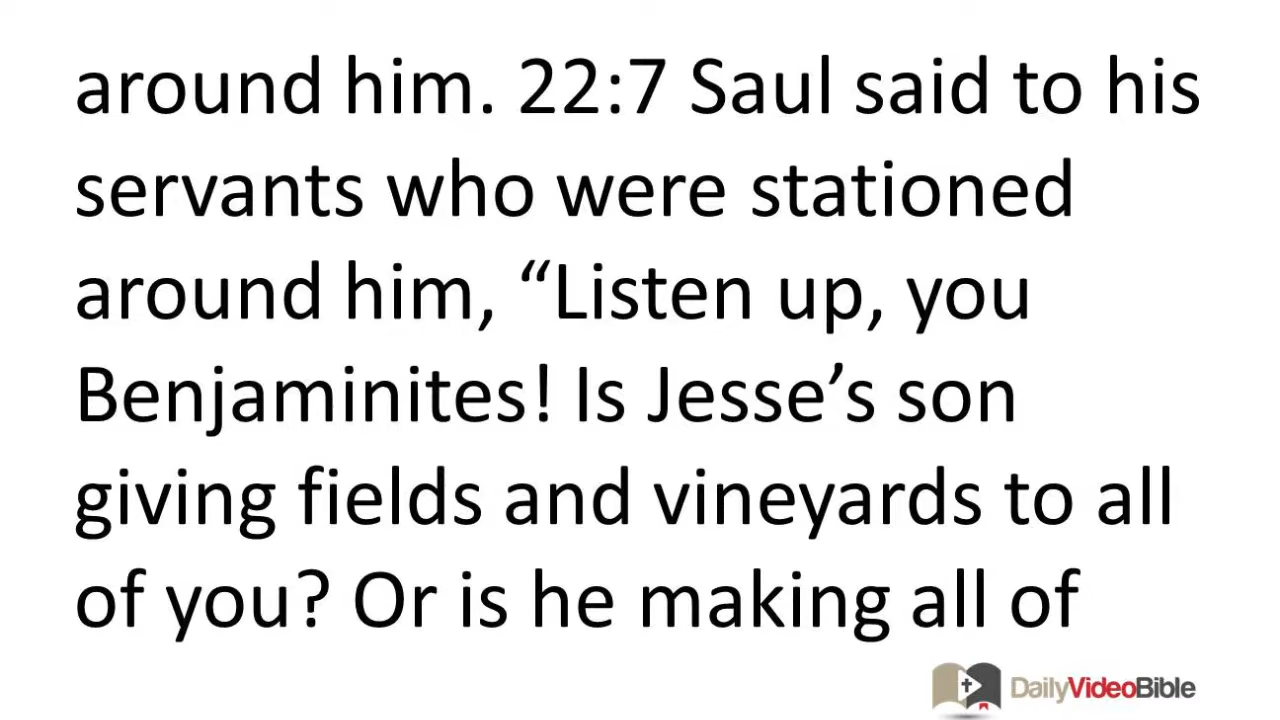 around him. 22:7 Saul said to his
servants who were stationed
around him, “Listen up, you
Benjaminites! Is Jesse’s son
giving fields and vineyards to all
of you? Or is he making all of
DailyVideoBible